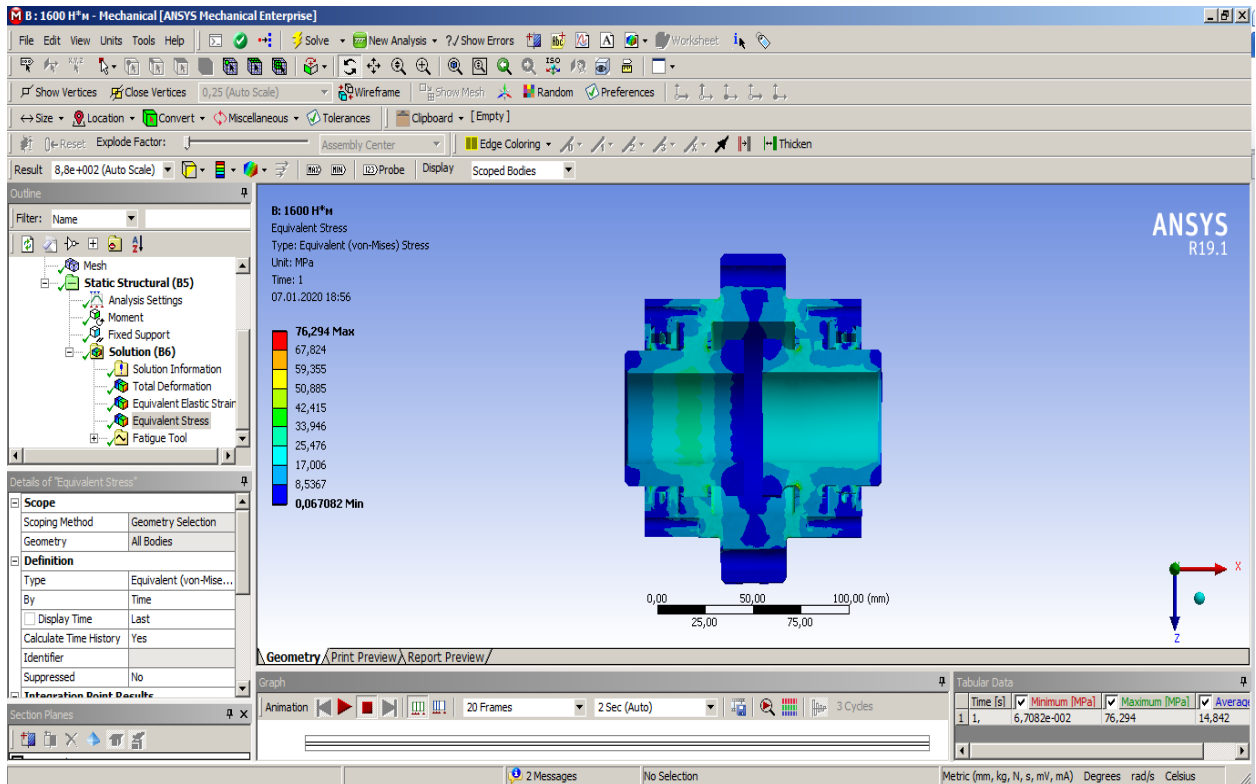 B : 1600 Н*м - Mechanical [ANSYS Mechanical Enterprise]
File Edit View Units Tools Help Solve New Analysis ?/ Show Errors Worksheet
Show Vertices Close Vertices 0,25 (Auto Scale) Wireframe Show Mesh Random Preferences
Size Location Convert Miscellaneous Tolerances Clipboard [Empty]
Reset Explode Factor: Assembly Center Edge Coloring Thicken
Result 8,8e+002 (Auto Scale) MAX MIN Probe Display Scoped Bodies
Outline
Filter: Name
Mesh
Static Structural (B5)
Analysis Settings
Moment
Fixed Support
Solution (B6)
Solution Information
Total Deformation
Equivalent Elastic Strain
Equivalent Stress
Fatigue Tool
Details of "Equivalent Stress"
Scope
Scoping Method Geometry Selection
Geometry All Bodies
Definition
Type Equivalent (von-Mise...
By Time
Display Time Last
Calculate Time History Yes
Identifier
Suppressed No
Integration Point Results
Section Planes
B: 1600 Н*м
Equivalent Stress
Type: Equivalent (von-Mises) Stress
Unit: MPa
Time: 1
07.01.2020 18:56
76,294 Max
67,824
59,355
50,885
42,415
33,946
25,476
17,006
8,5367
0,067082 Min
ANSYS
R19.1
0,00 50,00 100,00 (mm)
25,00 75,00
X
Z
Geometry Print Preview Report Preview
Graph
Animation 20 Frames 2 Sec (Auto) 3 Cycles
Tabular Data
Time [s] Minimum [MPa] Maximum [MPa] Average
1 1, 6,7082e-002 76,294 14,842
2 Messages No Selection Metric (mm, kg, N, s, mV, mA) Degrees rad/s Celsius